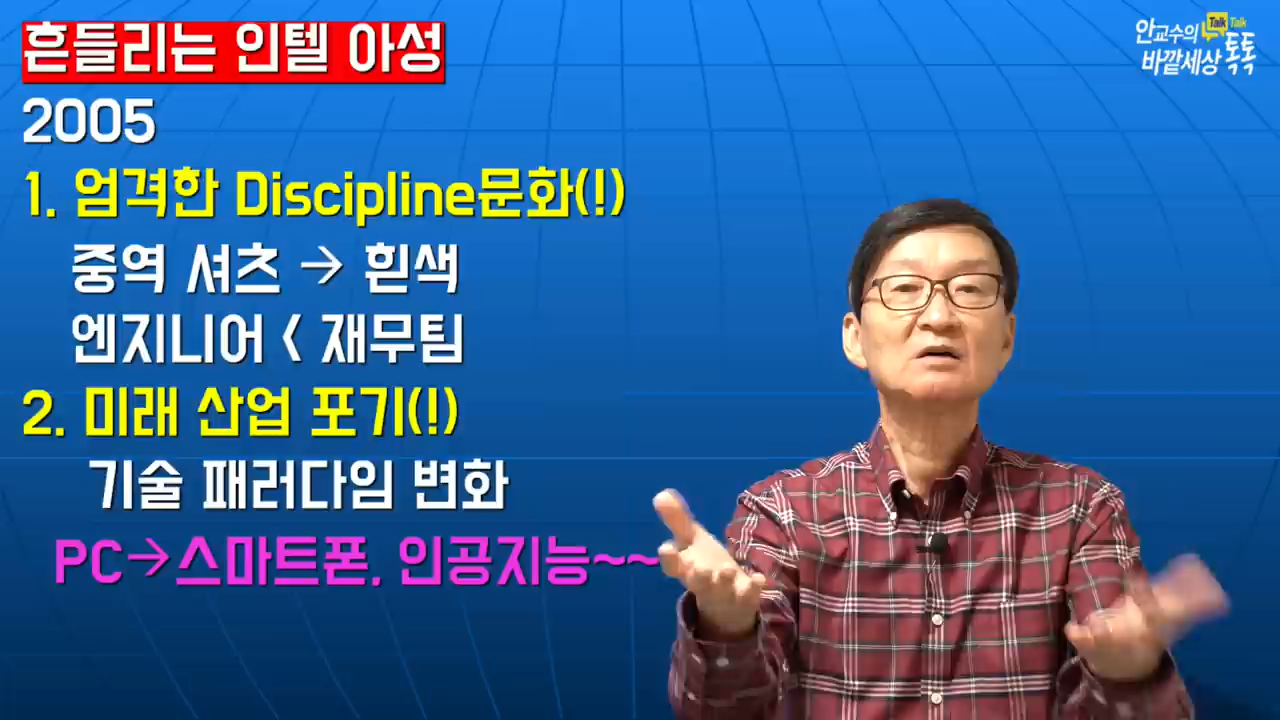 흔들리는 인텔 아성
2005
1. 엄격한 Discipline문화(!)
중역 셔츠 → 흰색
엔지니어 < 재무팀
2. 미래 산업 포기(!)
기술 패러다임 변화
PC→스마트폰, 인공지능~~
안교수의 Talk Talk
바깥세상 톡톡